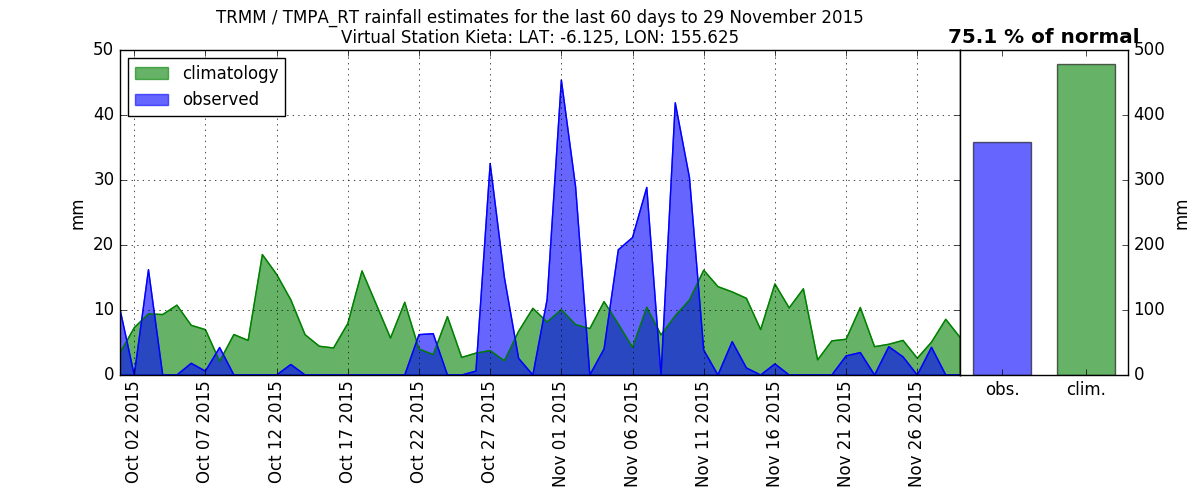 TRMM / TMPA_RT rainfall estimates for the last 60 days to 29 November 2015
Virtual Station Kieta: LAT: -6.125, LON: 155.625
75.1 % of normal
climatology
observed
50
40
30
20
10
0
mm
Oct 02 2015
Oct 07 2015
Oct 12 2015
Oct 17 2015
Oct 22 2015
Oct 27 2015
Nov 01 2015
Nov 06 2015
Nov 11 2015
Nov 16 2015
Nov 21 2015
Nov 26 2015
500
400
300
200
100
0
mm
obs.
clim.